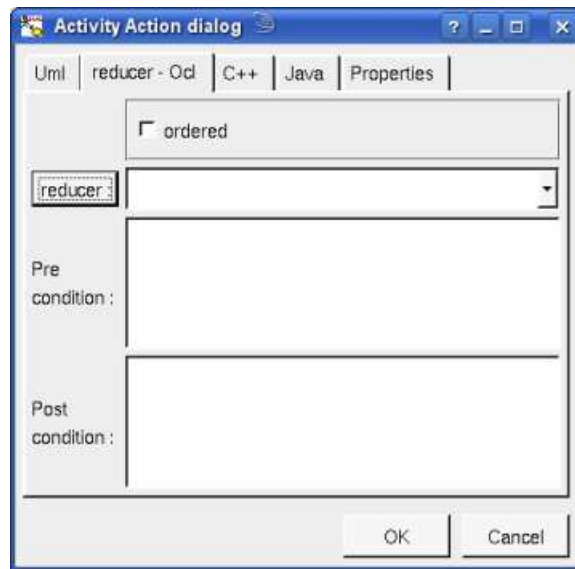 Activity Action dialog
Uml reducer - Ocl C++ Java Properties
ordered
reducer :
Pre
condition :
Post
condition :
OK Cancel